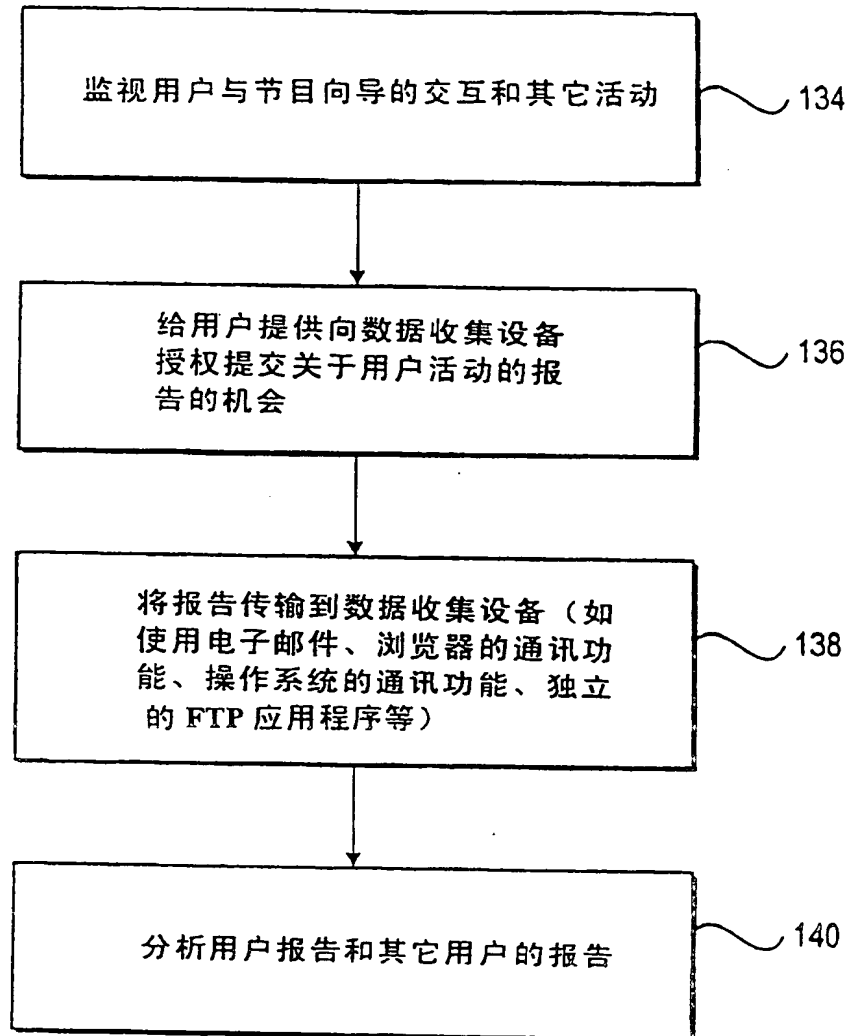 监视用户与节目向导的交互和其它活动
134
给用户提供向数据收集设备
授权提交关于用户活动的报
告的机会
136
将报告传输到数据收集设备（如
使用电子邮件、浏览器的通讯功
能、操作系统的通讯功能、独立
的 FTP 应用程序等）
138
分析用户报告和其它用户的报告
140